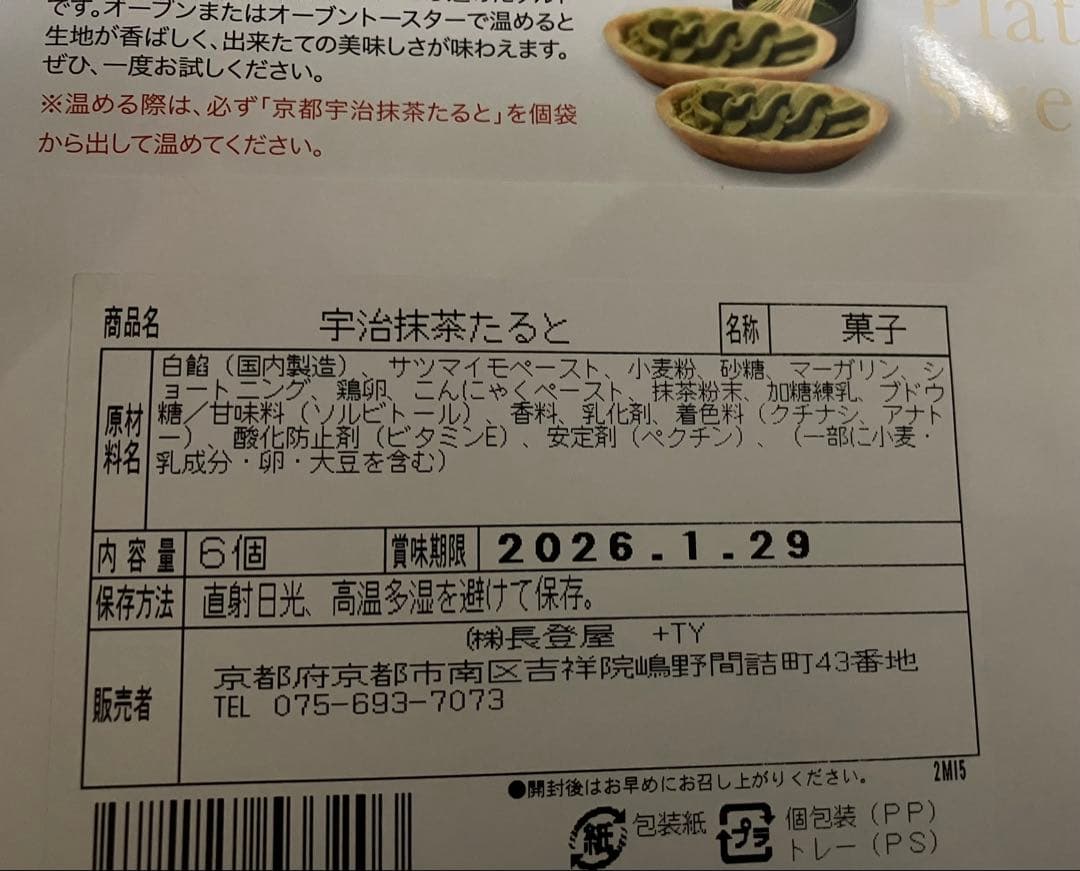 です。オーブンまたはオーブントースターで温めると
生地が香ばしく、出来たての美味しさが味わえます。
ぜひ、一度お試しください。
※温める際は、必ず「京都宇治抹茶たると」を個袋
から出して温めてください。
商品名 宇治抹茶たると 名称 菓子
原材料名
白餡（国内製造）、サツマイモペースト、小麦粉、砂糖、マーガリン、シ
ョートニング、鶏卵、こんにゃくペースト、抹茶粉末、加糖練乳、ブドウ
糖／甘味料（ソルビトール）、香料、乳化剤、着色料（クチナシ、アナト
ー）、酸化防止剤（ビタミンE）、安定剤（ペクチン）、（一部に小麦・
乳成分・卵・大豆を含む）
内容量 6個 賞味期限 2026.1.29
保存方法 直射日光、高温多湿を避けて保存。
販売者
㈱長登屋 +TY
京都府京都市南区吉祥院嶋野間詰町43番地
TEL 075-693-7073
●開封後はお早めにお召し上がりください。 2MI5
紙 包装紙 プラ 個包装（PP）
トレー（PS）